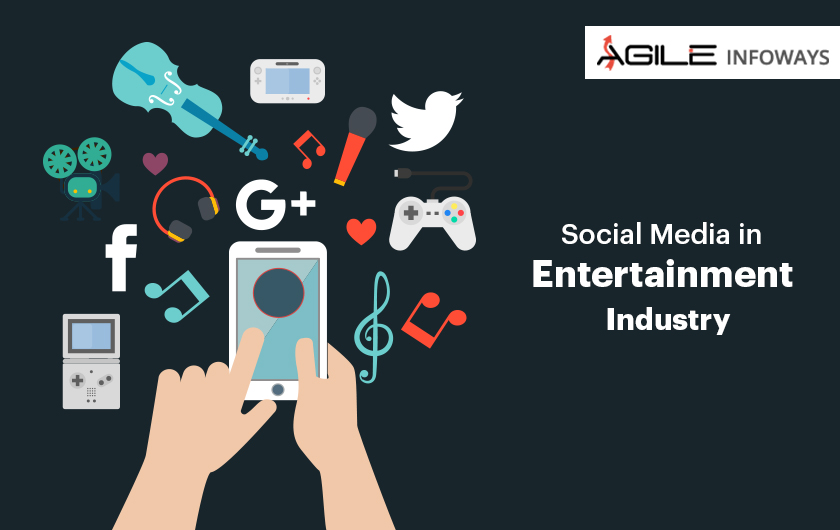 AGILE INFOWAYS
G+
f
Social Media in
Entertainment
Industry